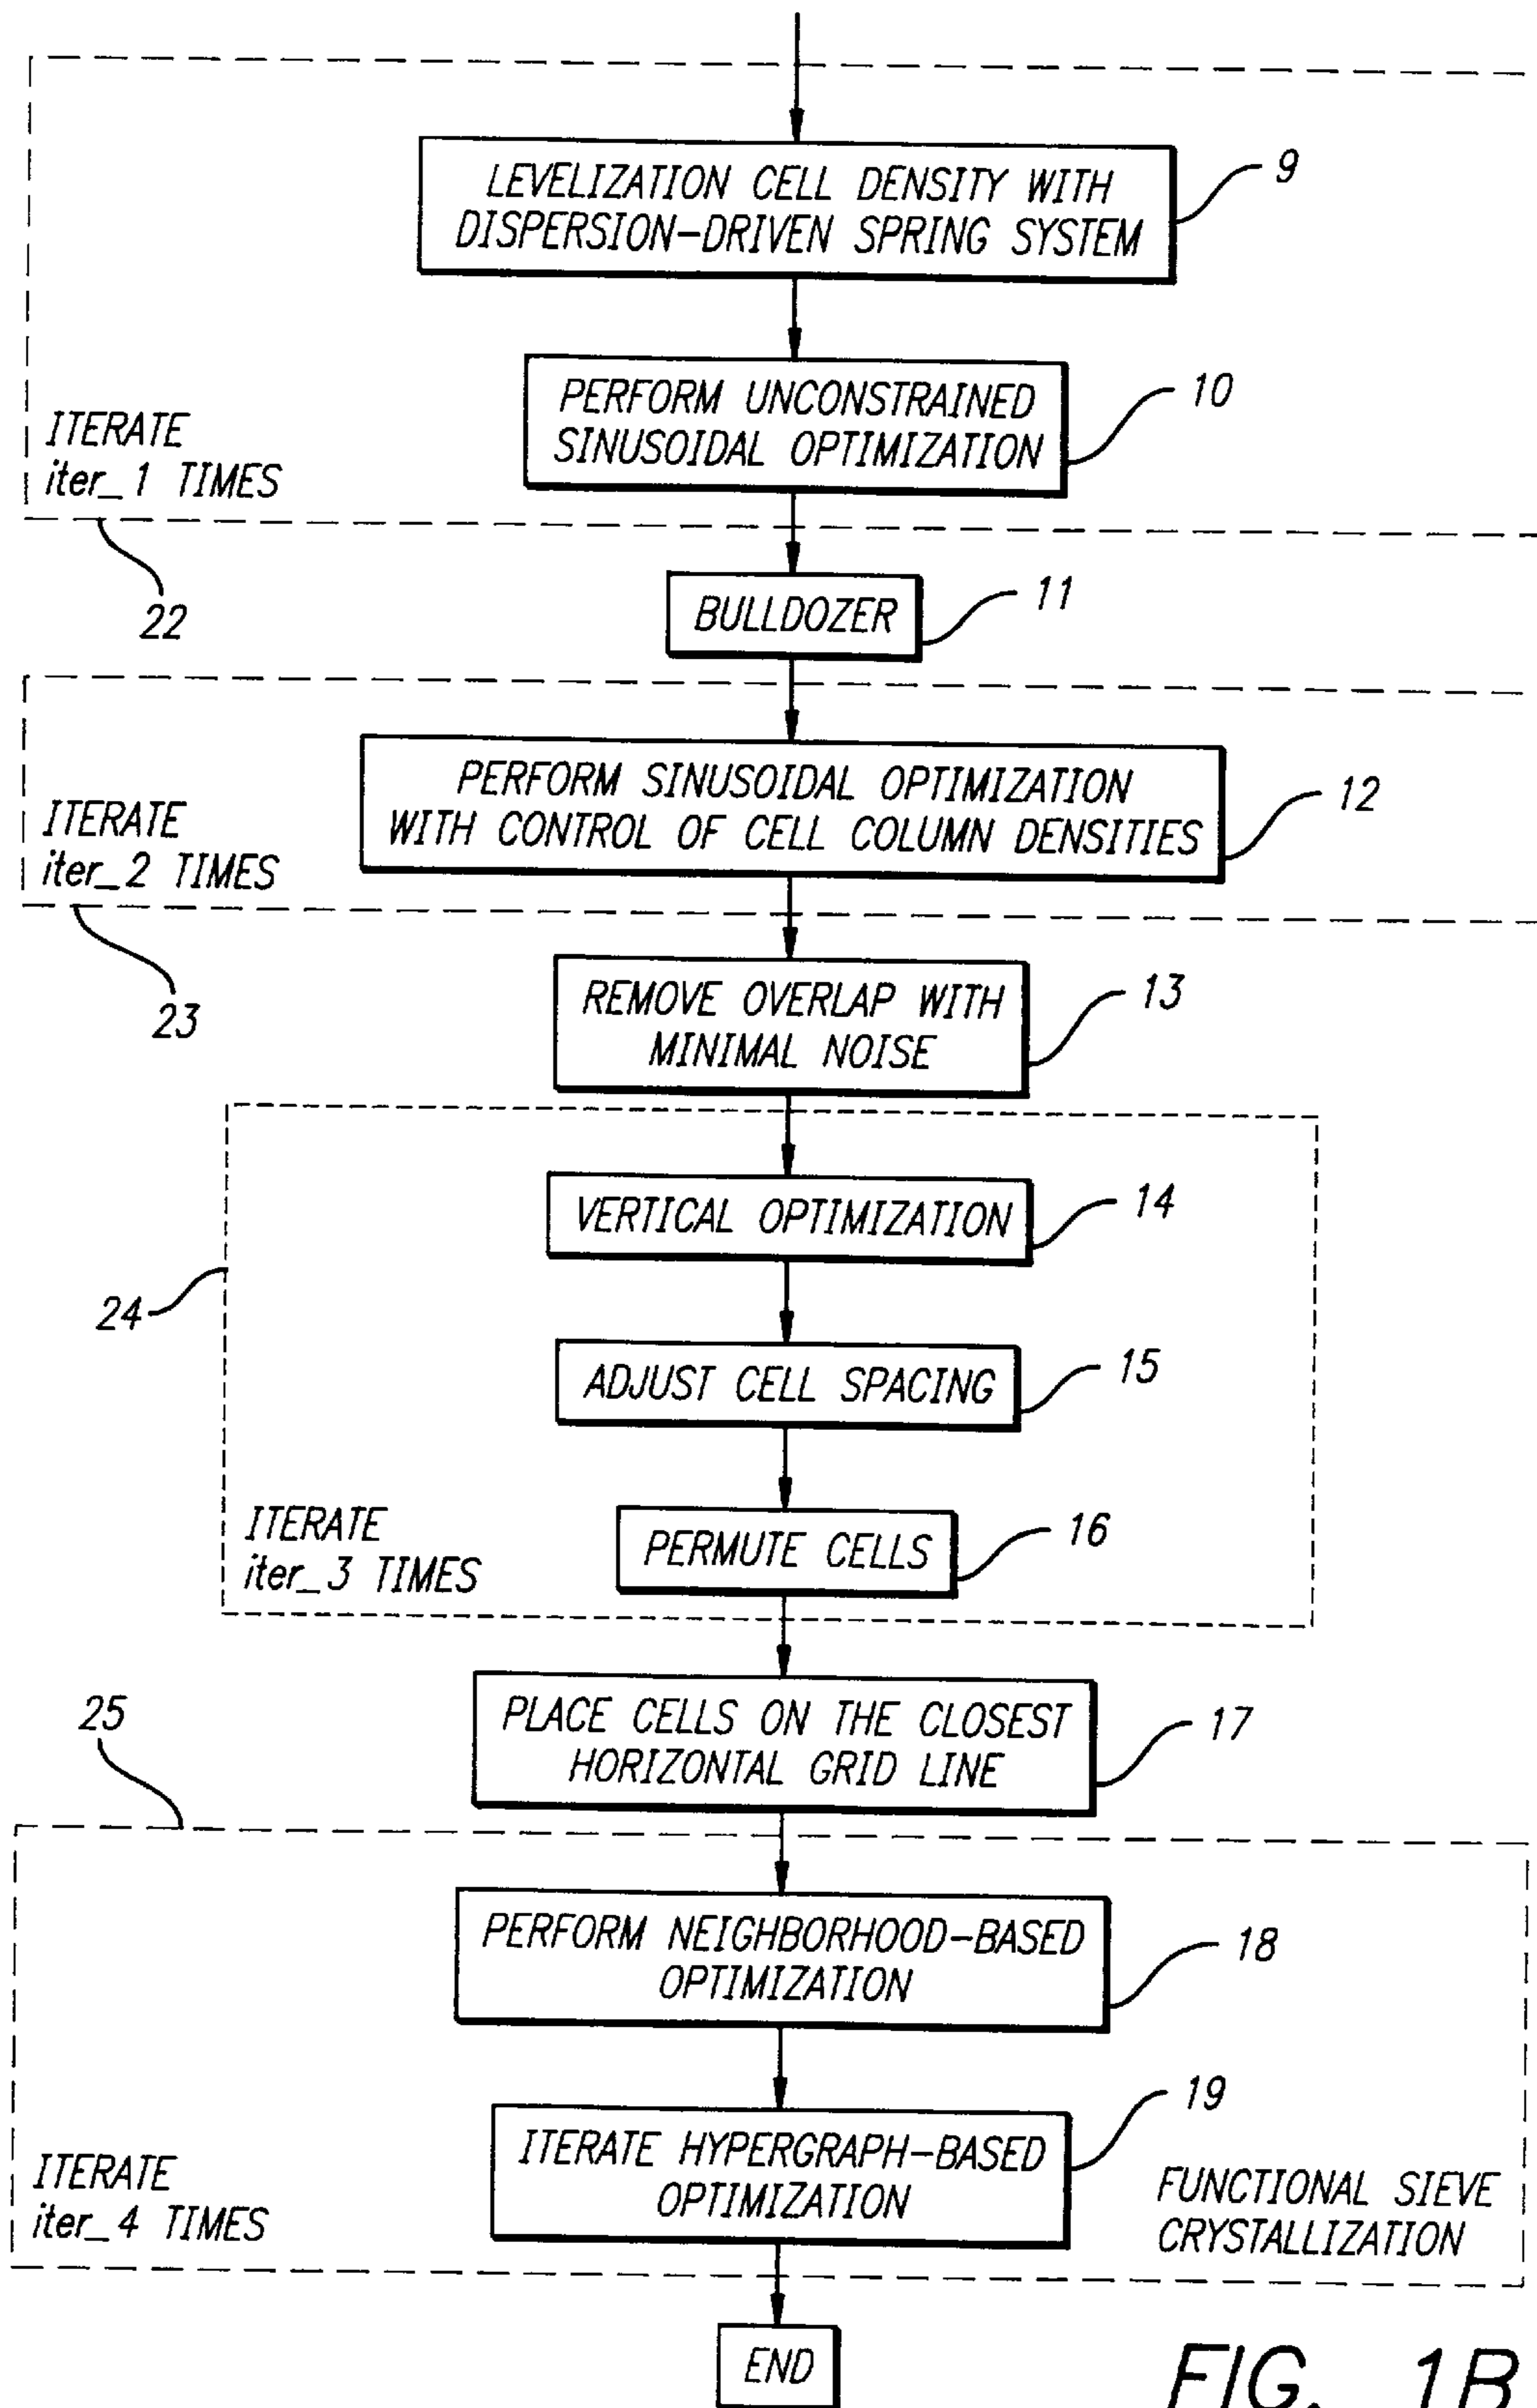 LEVELIZATION CELL DENSITY WITH
DISPERSION-DRIVEN SPRING SYSTEM
9
PERFORM UNCONSTRAINED
SINUSOIDAL OPTIMIZATION
10
ITERATE
iter_1 TIMES
22
BULLDOZER
11
PERFORM SINUSOIDAL OPTIMIZATION
WITH CONTROL OF CELL COLUMN DENSITIES
12
ITERATE
iter_2 TIMES
23
REMOVE OVERLAP WITH
MINIMAL NOISE
13
VERTICAL OPTIMIZATION
14
24
ADJUST CELL SPACING
15
PERMUTE CELLS
16
ITERATE
iter_3 TIMES
PLACE CELLS ON THE CLOSEST
HORIZONTAL GRID LINE
17
25
PERFORM NEIGHBORHOOD-BASED
OPTIMIZATION
18
ITERATE HYPERGRAPH-BASED
OPTIMIZATION
19
ITERATE
iter_4 TIMES
FUNCTIONAL SIEVE
CRYSTALLIZATION
END
FIG. 1B